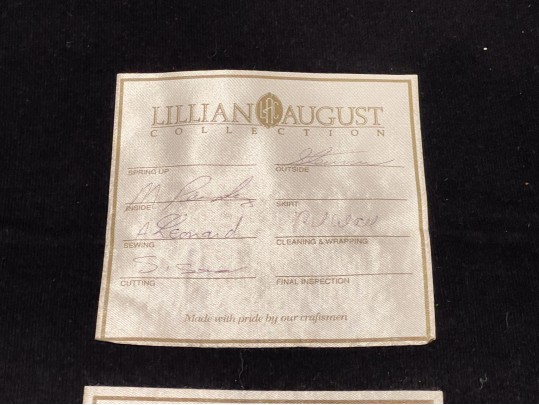 LILLIAN AUGUST
LAC
COLLECTION
SPRING UP
OUTSIDE
M.
INSIDE
SKIRT
A Leonard
SEWING
CLEANING & WRAPPING
S.
CUTTING
FINAL INSPECTION
Made with pride by our craftsmen